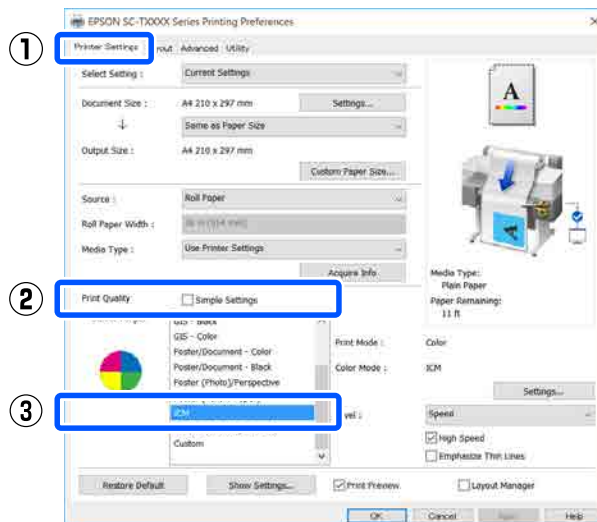 EPSON SC-TXXXX Series Printing Preferences
①
Printer Settings
out Advanced Utility
Select Setting : Current Settings
Document Size : A4 210 x 297 mm Settings...
↓ Same as Paper Size
Output Size : A4 210 x 297 mm
Custom Paper Size...
Source : Roll Paper
Roll Paper Width :
Media Type : Use Printer Settings
Acquire Info
A
Media Type:
Plain Paper
Paper Remaining:
11 ft
②
Print Quality Simple Settings
GIS - Color
Poster/Document - Color
Poster/Document - Black
Poster (Photo)/Perspective
③
ICM
Custom
Print Mode : Color
Color Mode : ICM
Settings...
vel : Speed
High Speed
Emphasize Thin Lines
Restore Default Show Settings... Print Preview Layout Manager
OK Cancel Help